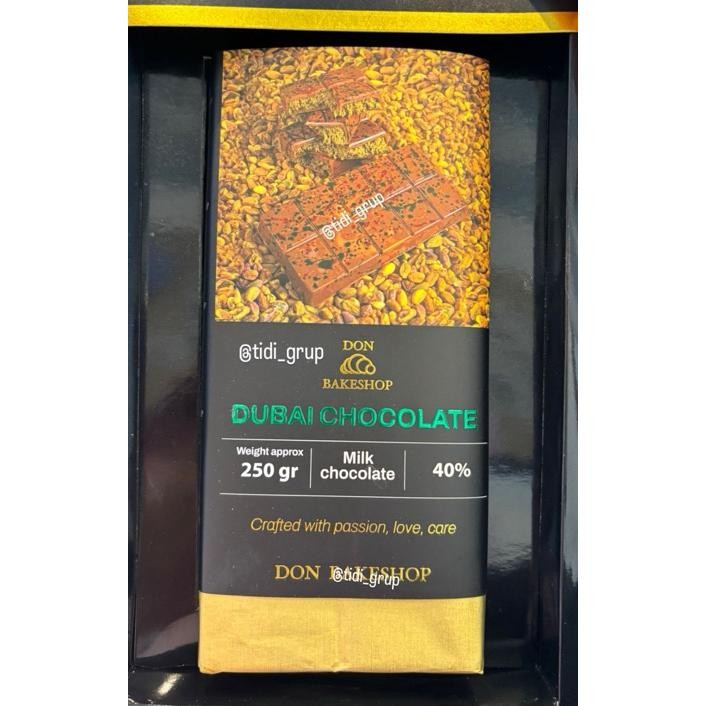 @tidi_grup
@tidi_grup
DON
BAKESHOP
DUBAI CHOCOLATE
Weight approx
250 gr
Milk
chocolate
40%
Crafted with passion, love, care
DON BAKESHOP
@tidi_grup